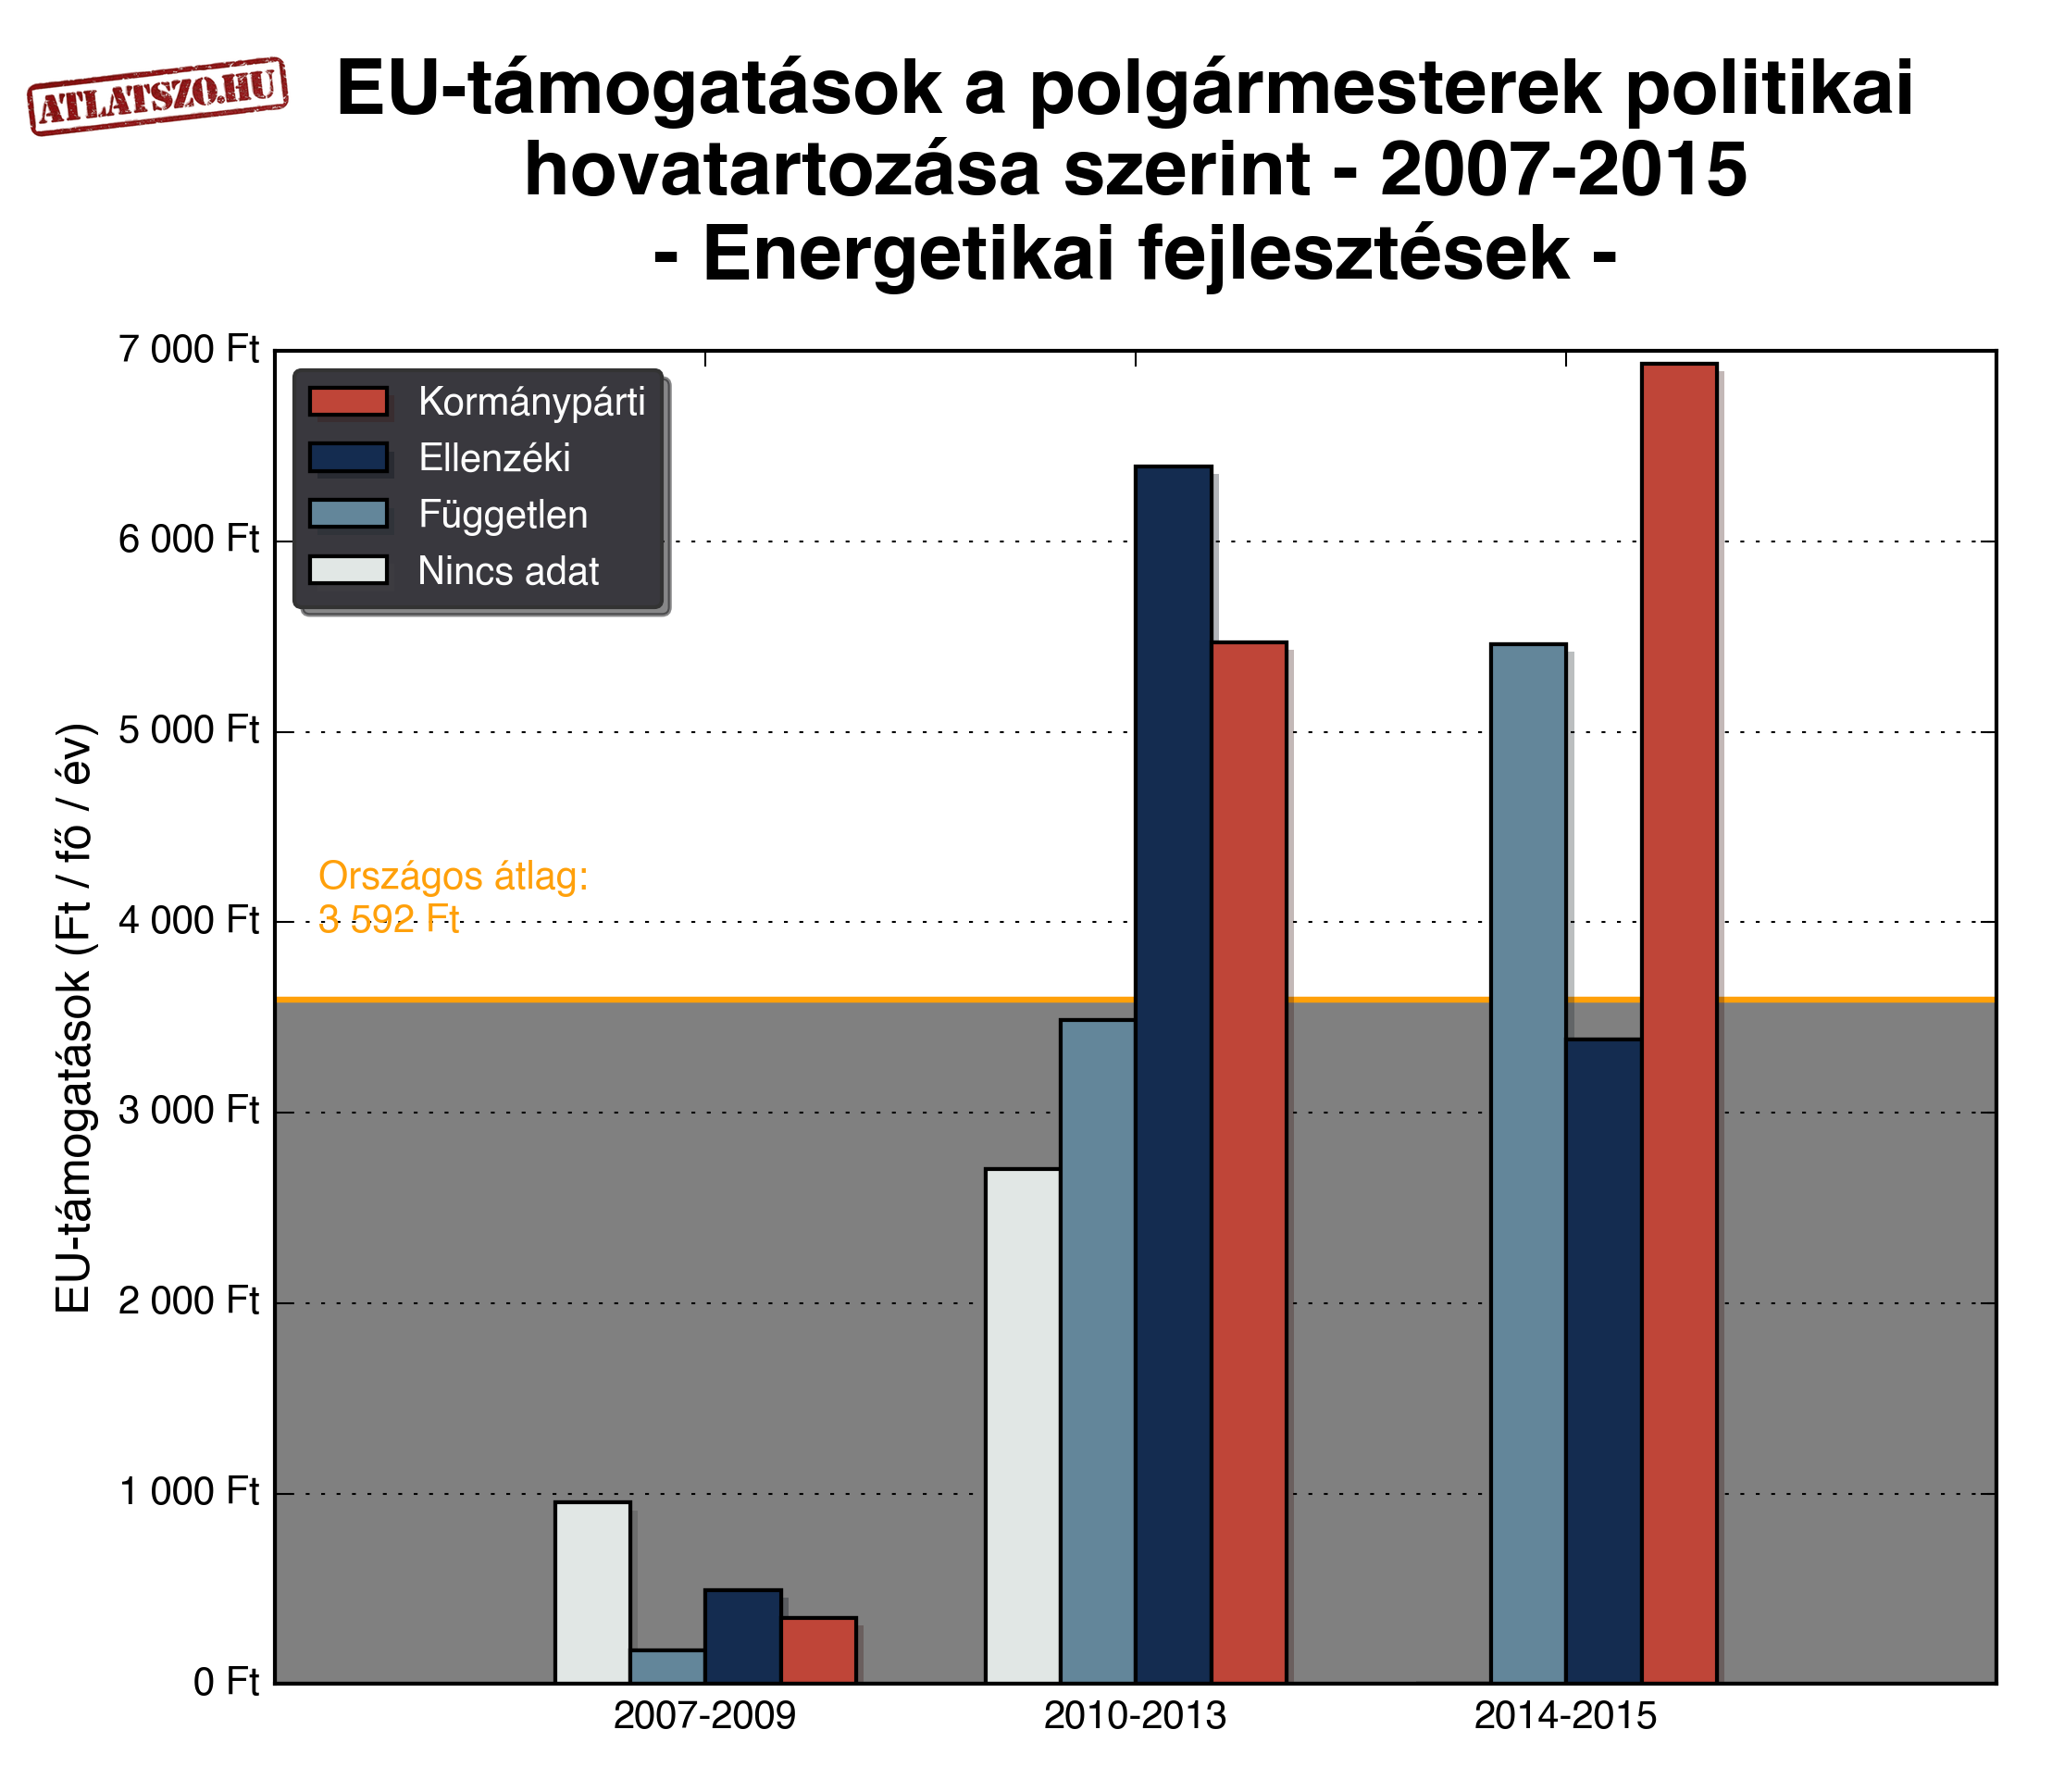 ATLATSZO.HU
EU-támogatások a polgármesterek politikai
hovatartozása szerint - 2007-2015
- Energetikai fejlesztések -
EU-támogatások (Ft / fő / év)
7 000 Ft
6 000 Ft
5 000 Ft
4 000 Ft
3 000 Ft
2 000 Ft
1 000 Ft
0 Ft
Kormánypárti
Ellenzéki
Független
Nincs adat
Országos átlag:
3 592 Ft
2007-2009
2010-2013
2014-2015